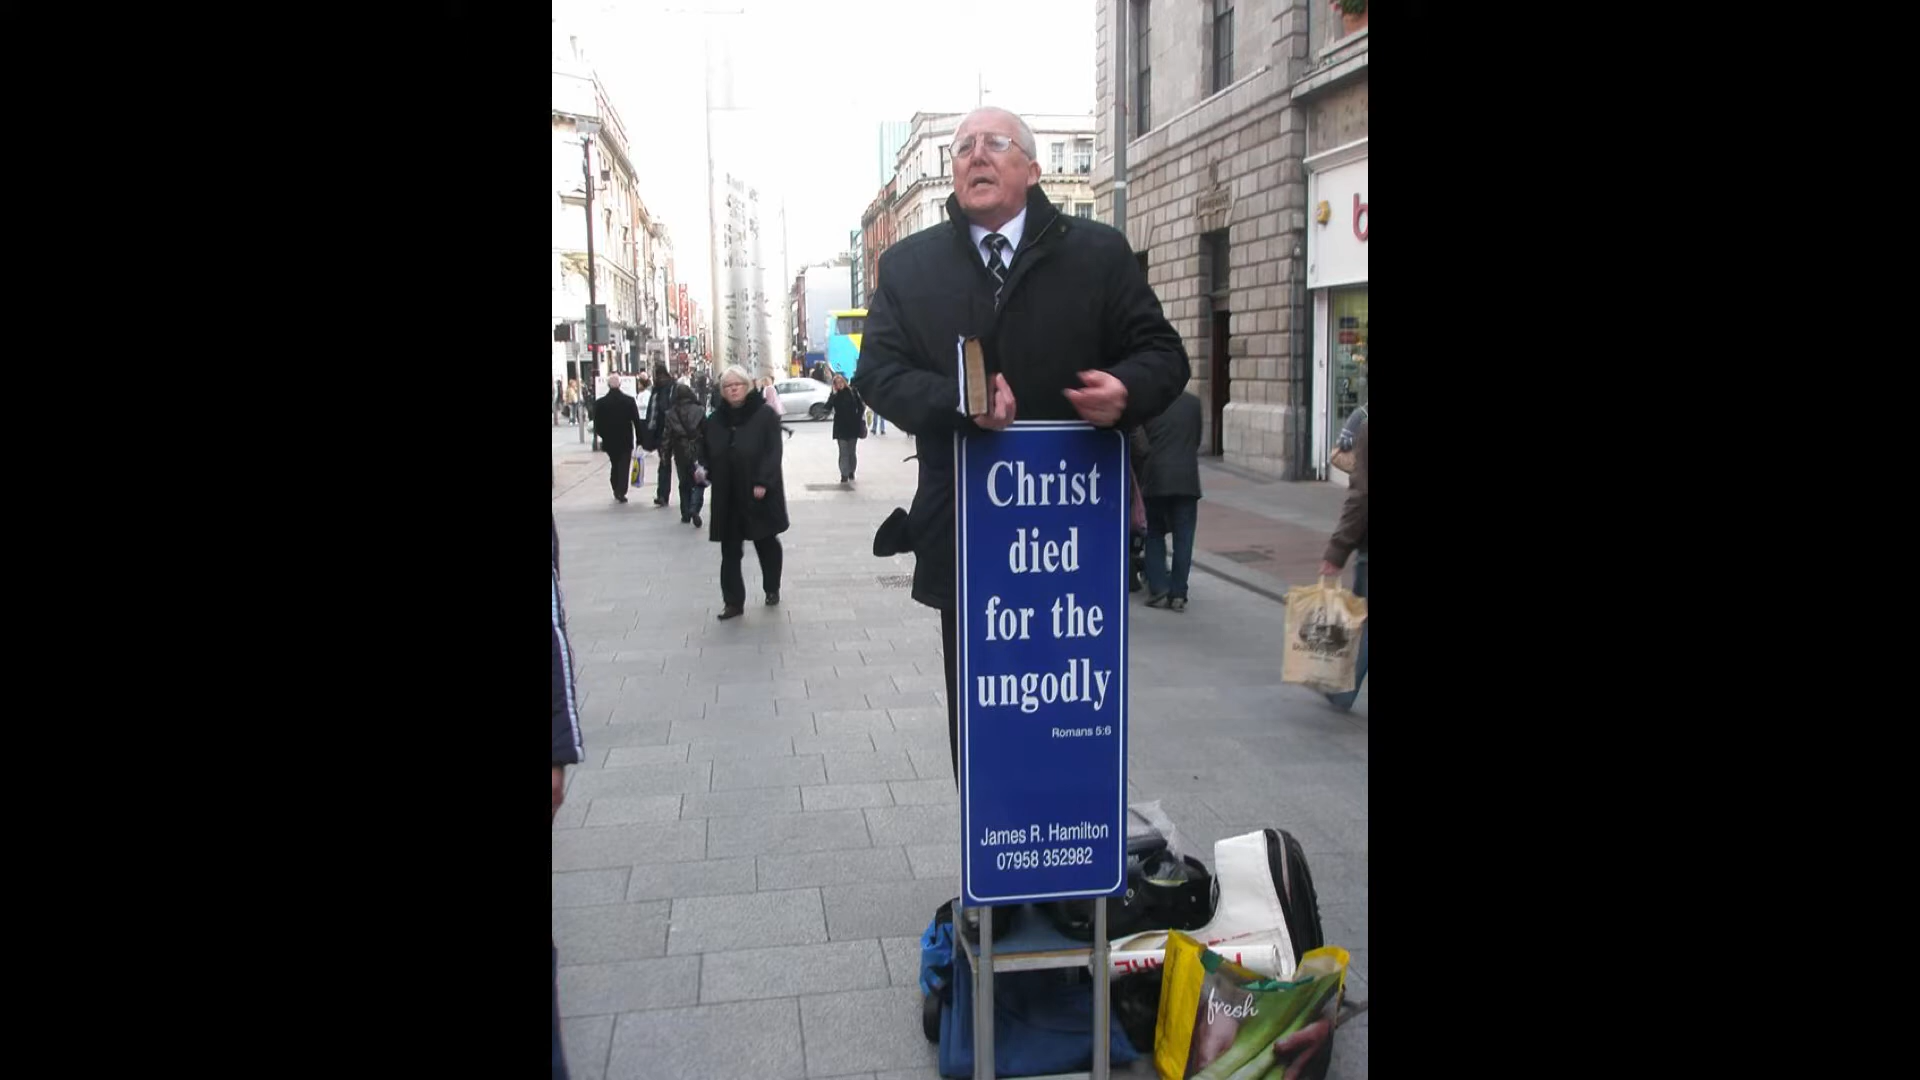 Christ
died
for the
ungodly
Romans 5:6
James R. Hamilton
07958 352982
fresh